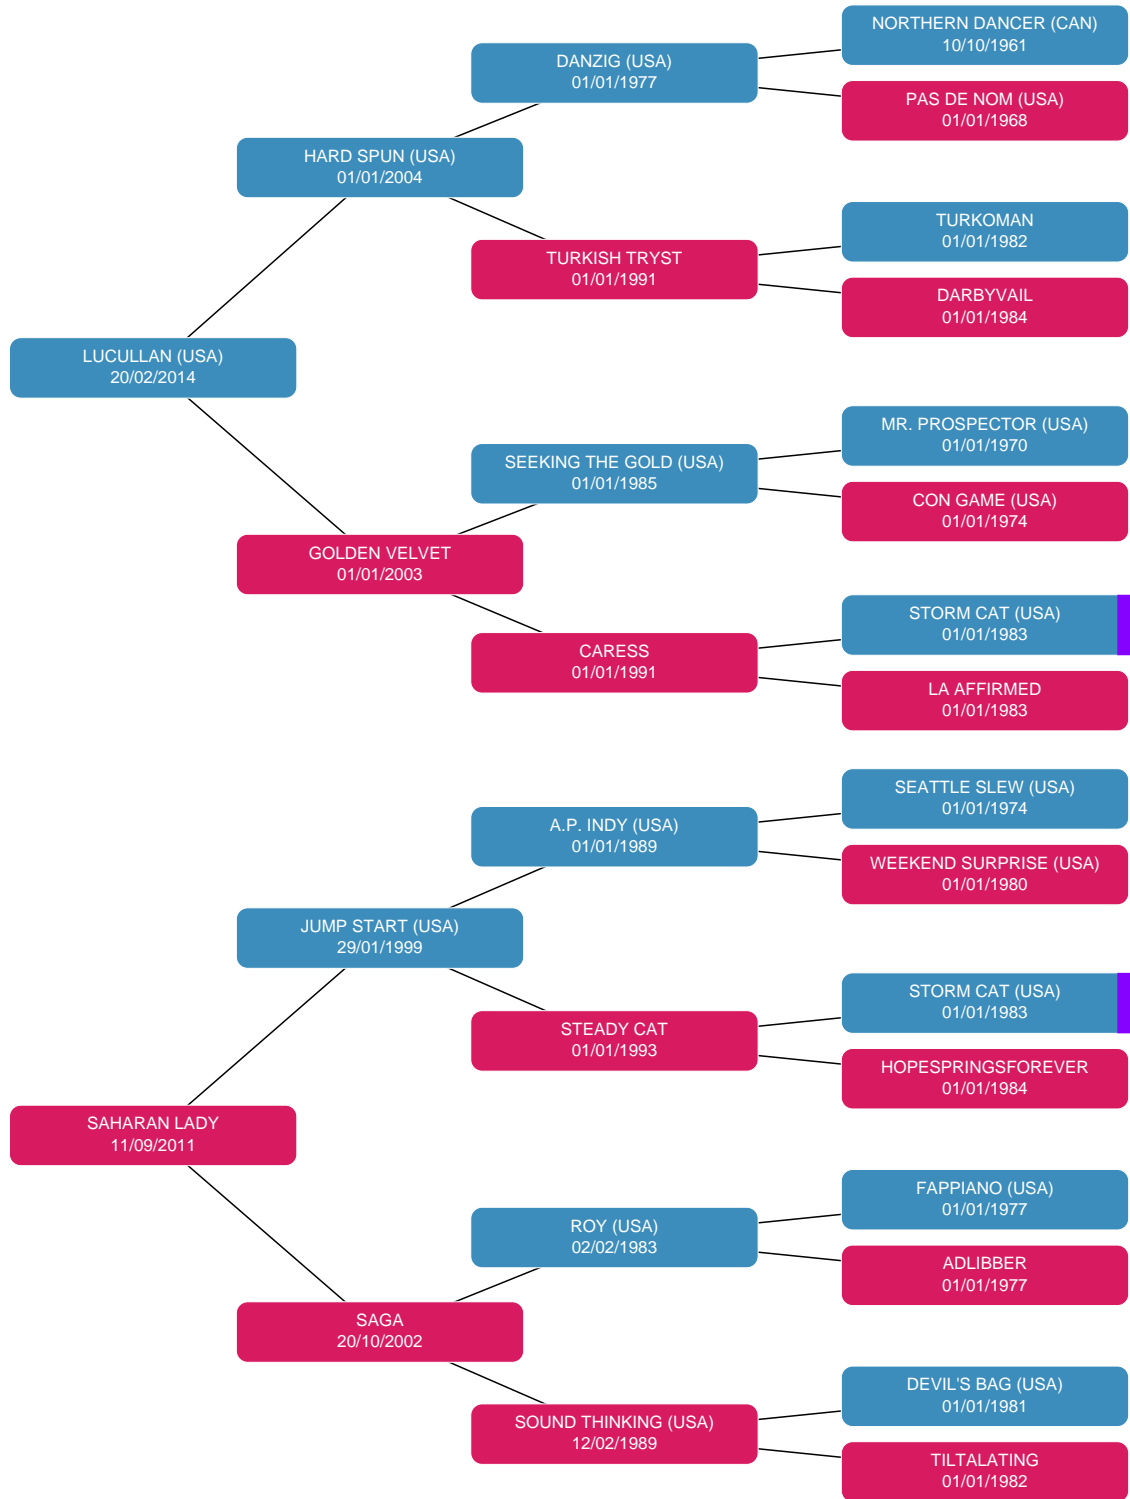 NORTHERN DANCER (CAN)
10/10/1961
DANZIG (USA)
01/01/1977
PAS DE NOM (USA)
01/01/1968
HARD SPUN (USA)
01/01/2004
TURKOMAN
01/01/1982
TURKISH TRYST
01/01/1991
DARBYVAIL
01/01/1984
LUCULLAN (USA)
20/02/2014
MR. PROSPECTOR (USA)
01/01/1970
SEEKING THE GOLD (USA)
01/01/1985
CON GAME (USA)
01/01/1974
GOLDEN VELVET
01/01/2003
STORM CAT (USA)
01/01/1983
CARESS
01/01/1991
LA AFFIRMED
01/01/1983
SEATTLE SLEW (USA)
01/01/1974
A.P. INDY (USA)
01/01/1989
WEEKEND SURPRISE (USA)
01/01/1980
JUMP START (USA)
29/01/1999
STORM CAT (USA)
01/01/1983
STEADY CAT
01/01/1993
HOPESPRINGSFOREVER
01/01/1984
SAHARAN LADY
11/09/2011
FAPPIANO (USA)
01/01/1977
ROY (USA)
02/02/1983
ADLIBBER
01/01/1977
SAGA
20/10/2002
DEVIL'S BAG (USA)
01/01/1981
SOUND THINKING (USA)
12/02/1989
TILTALATING
01/01/1982